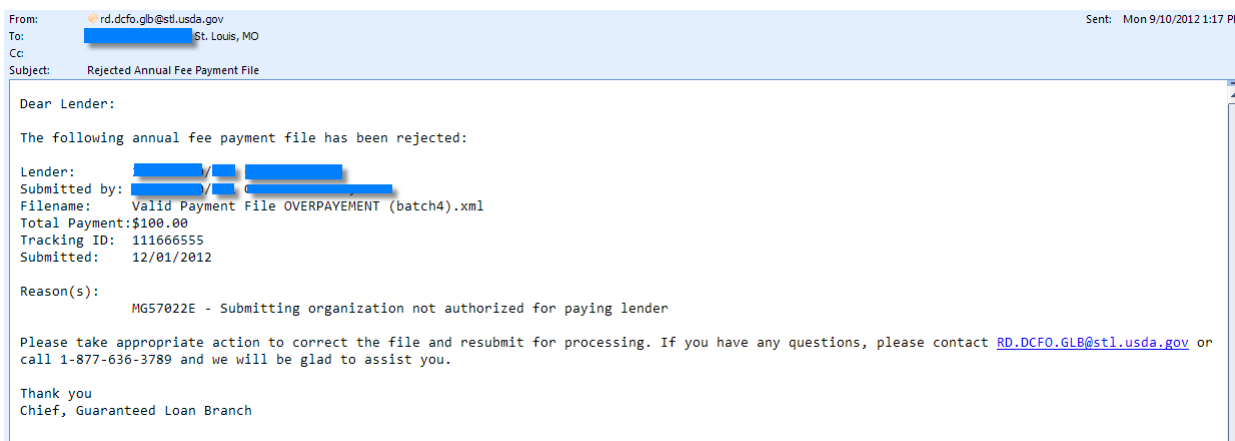 From: rd.dcfo.glb@stl.usda.gov Sent: Mon 9/10/2012 1:17 P
To: St. Louis, MO
Cc:
Subject: Rejected Annual Fee Payment File
Dear Lender:
The following annual fee payment file has been rejected:
Lender: /
Submitted by: /
Filename: Valid Payment File OVERPAYEMENT (batch4).xml
Total Payment:$100.00
Tracking ID: 111666555
Submitted: 12/01/2012
Reason(s):
MG57022E - Submitting organization not authorized for paying lender
Please take appropriate action to correct the file and resubmit for processing. If you have any questions, please contact RD.DCFO.GLB@stl.usda.gov or
call 1-877-636-3789 and we will be glad to assist you.
Thank you
Chief, Guaranteed Loan Branch